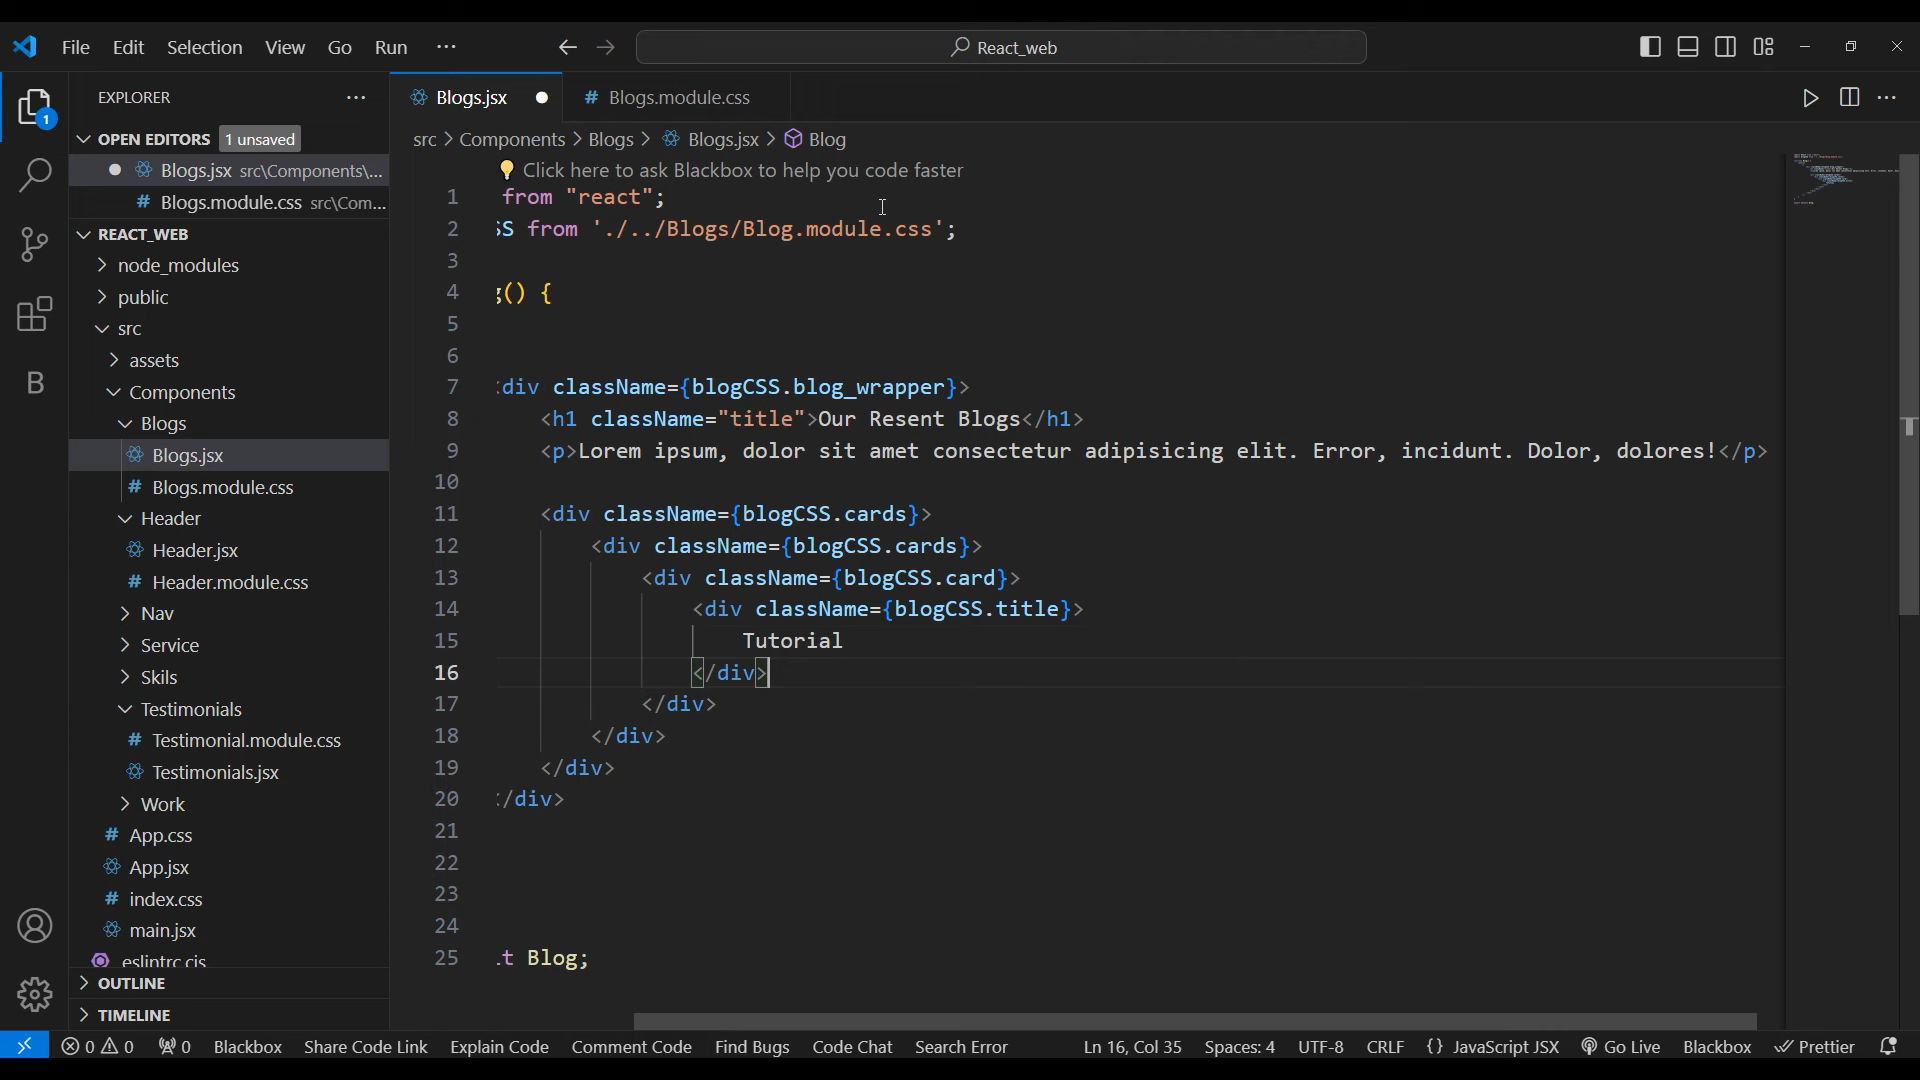 File Edit Selection View Go Run ··· React_web
EXPLORER ···
OPEN EDITORS 1 unsaved
Blogs.jsx src\Components\...
Blogs.module.css src\Com...
REACT_WEB
node_modules
public
src
assets
Components
Blogs
Blogs.jsx
Blogs.module.css
Header
Header.jsx
Header.module.css
Nav
Service
Skils
Testimonials
Testimonial.module.css
Testimonials.jsx
Work
App.css
App.jsx
index.css
main.jsx
eslintrc.cjs
OUTLINE
TIMELINE
1
B
Blogs.jsx Blogs.module.css
src > Components > Blogs > Blogs.jsx > Blog
Click here to ask Blackbox to help you code faster
1 from "react";
2 SS from './../Blogs/Blog.module.css';
3
4 g() {
5
6
7 <div className={blogCSS.blog_wrapper}>
8 <h1 className="title">Our Resent Blogs</h1>
9 <p>Lorem ipsum, dolor sit amet consectetur adipisicing elit. Error, incidunt. Dolor, dolores!</p>
10
11 <div className={blogCSS.cards}>
12 <div className={blogCSS.cards}>
13 <div className={blogCSS.card}>
14 <div className={blogCSS.title}>
15 Tutorial
16 </div>
17 </div>
18 </div>
19 </div>
20 </div>
21
22
23
24
25 lt Blog;
0 0 0 Blackbox Share Code Link Explain Code Comment Code Find Bugs Code Chat Search Error Ln 16, Col 35 Spaces: 4 UTF-8 CRLF {} JavaScript JSX Go Live Blackbox Prettier